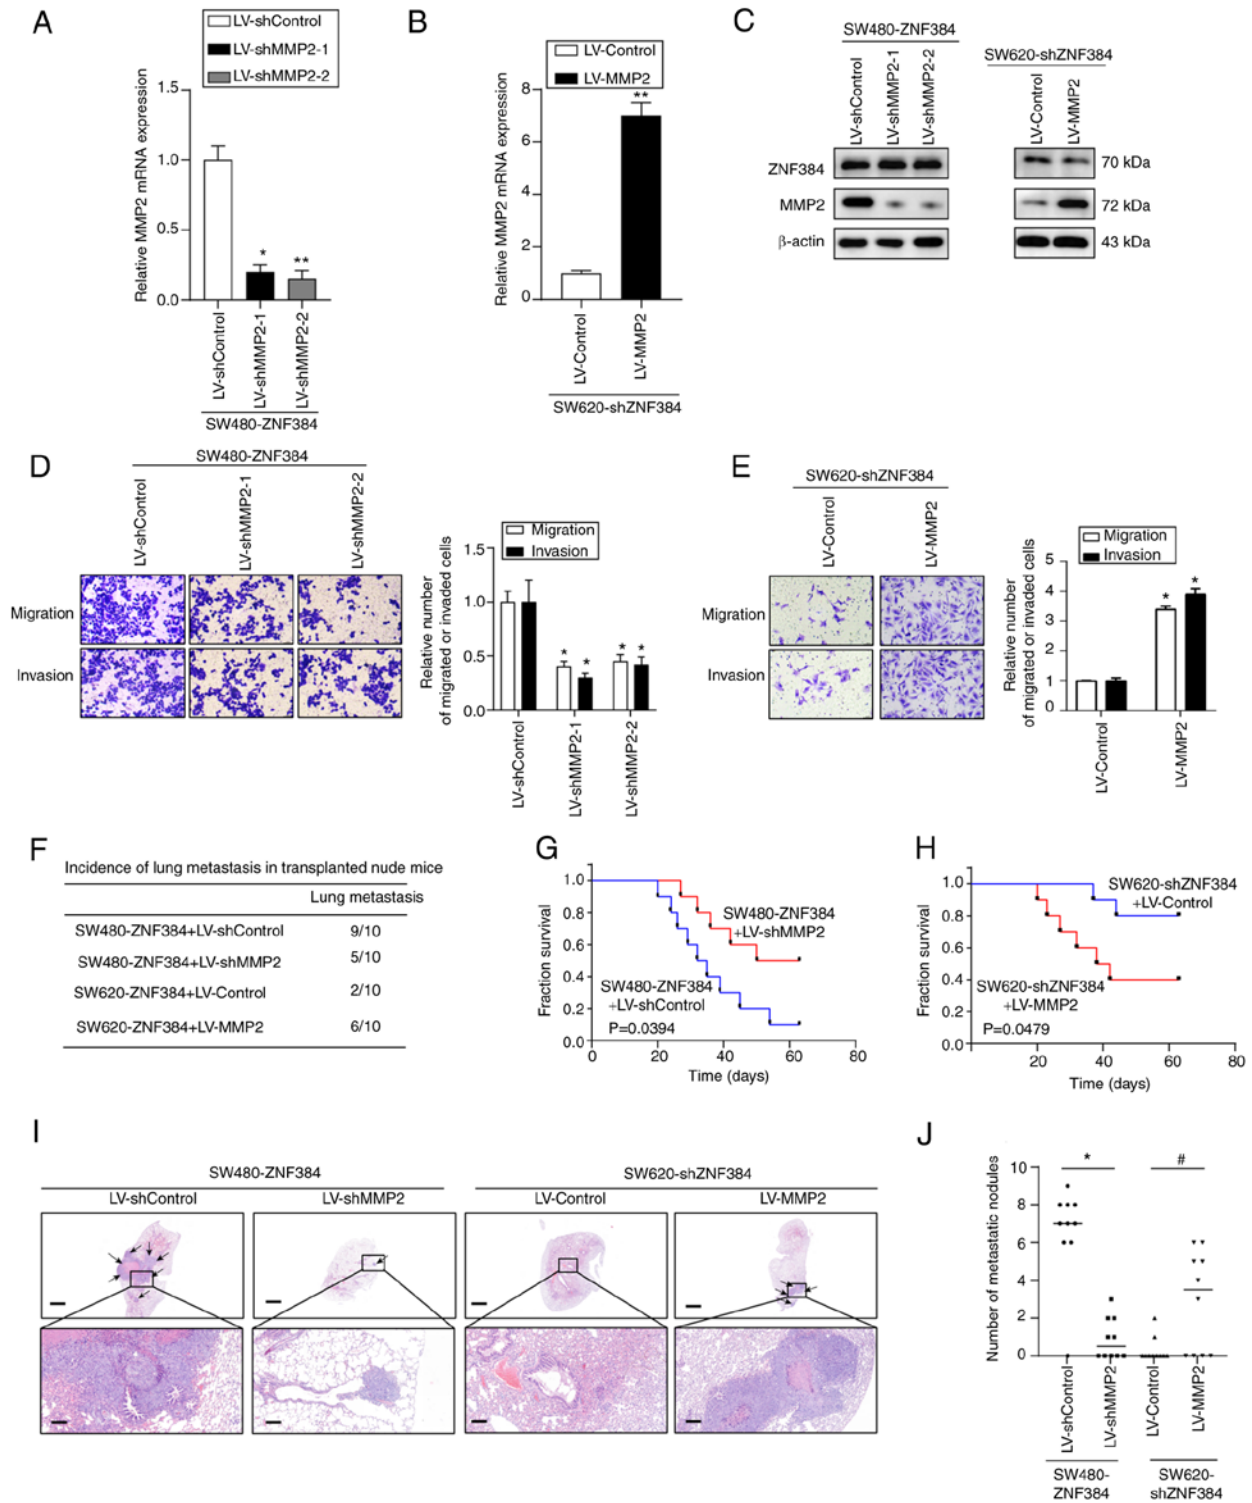 A
LV-shControl
LV-shMMP2-1
LV-shMMP2-2
Relative MMP2 mRNA expression
1.5
1.0
0.5
0.0
*
**
LV-shControl
LV-shMMP2-1
LV-shMMP2-2
SW480-ZNF384
B
LV-Control
LV-MMP2
Relative MMP2 mRNA expression
8
6
4
2
0
**
LV-Control
LV-MMP2
SW620-shZNF384
C
SW480-ZNF384
SW620-shZNF384
LV-shControl
LV-shMMP2-1
LV-shMMP2-2
LV-Control
LV-MMP2
ZNF384
70 kDa
MMP2
72 kDa
β-actin
43 kDa
D
SW480-ZNF384
LV-shControl
LV-shMMP2-1
LV-shMMP2-2
Migration
Invasion
Migration
Invasion
Relative number
of migrated or invaded cells
1.5
1.0
0.5
0.0
* * * *
LV-shControl
LV-shMMP2-1
LV-shMMP2-2
E
SW620-shZNF384
LV-Control
LV-MMP2
Migration
Invasion
Migration
Invasion
Relative number
of migrated or invaded cells
5
4
3
2
1
0
* *
LV-Control
LV-MMP2
F
Incidence of lung metastasis in transplanted nude mice
Lung metastasis
SW480-ZNF384+LV-shControl 9/10
SW480-ZNF384+LV-shMMP2 5/10
SW620-ZNF384+LV-Control 2/10
SW620-ZNF384+LV-MMP2 6/10
G
Fraction survival
1.0
0.8
0.6
0.4
0.2
0.0
SW480-ZNF384
+LV-shMMP2
SW480-ZNF384
+LV-shControl
P=0.0394
0 20 40 60 80
Time (days)
H
Fraction survival
1.0
0.8
0.6
0.4
0.2
0.0
SW620-shZNF384
+LV-Control
SW620-shZNF384
+LV-MMP2
P=0.0479
20 40 60 80
Time (days)
I
SW480-ZNF384
SW620-shZNF384
LV-shControl
LV-shMMP2
LV-Control
LV-MMP2
J
Number of metastatic nodules
10
8
6
4
2
0
*
#
LV-shControl
LV-shMMP2
LV-Control
LV-MMP2
SW480-
ZNF384
SW620-
shZNF384